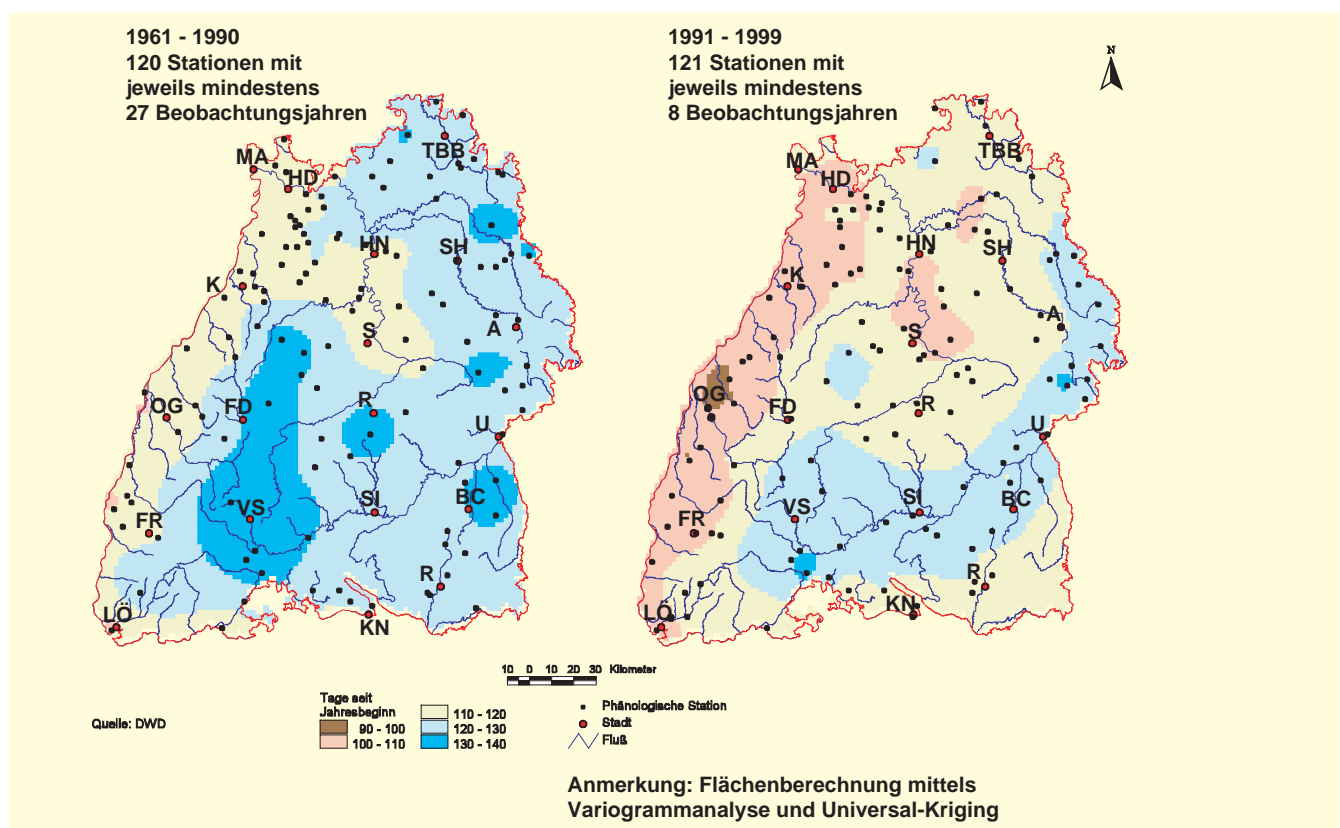 1961 - 1990
120 Stationen mit
jeweils mindestens
27 Beobachtungsjahren
1991 - 1999
121 Stationen mit
jeweils mindestens
8 Beobachtungsjahren
N
TBB
MA
HD
HN
SH
K
S
A
OG
FD
R
U
VS
SI
BC
FR
R
LÖ
KN
TBB
MA
HD
HN
SH
K
A
S
OG
FD
R
U
VS
SI
BC
FR
R
KN
LÖ
10 0 10 20 30 Kilometer
Quelle: DWD
Tage seit
Jahresbeginn
90 - 100
100 - 110
110 - 120
120 - 130
130 - 140
Phänologische Station
Stadt
Fluß
Anmerkung: Flächenberechnung mittels
Variogrammanalyse und Universal-Kriging